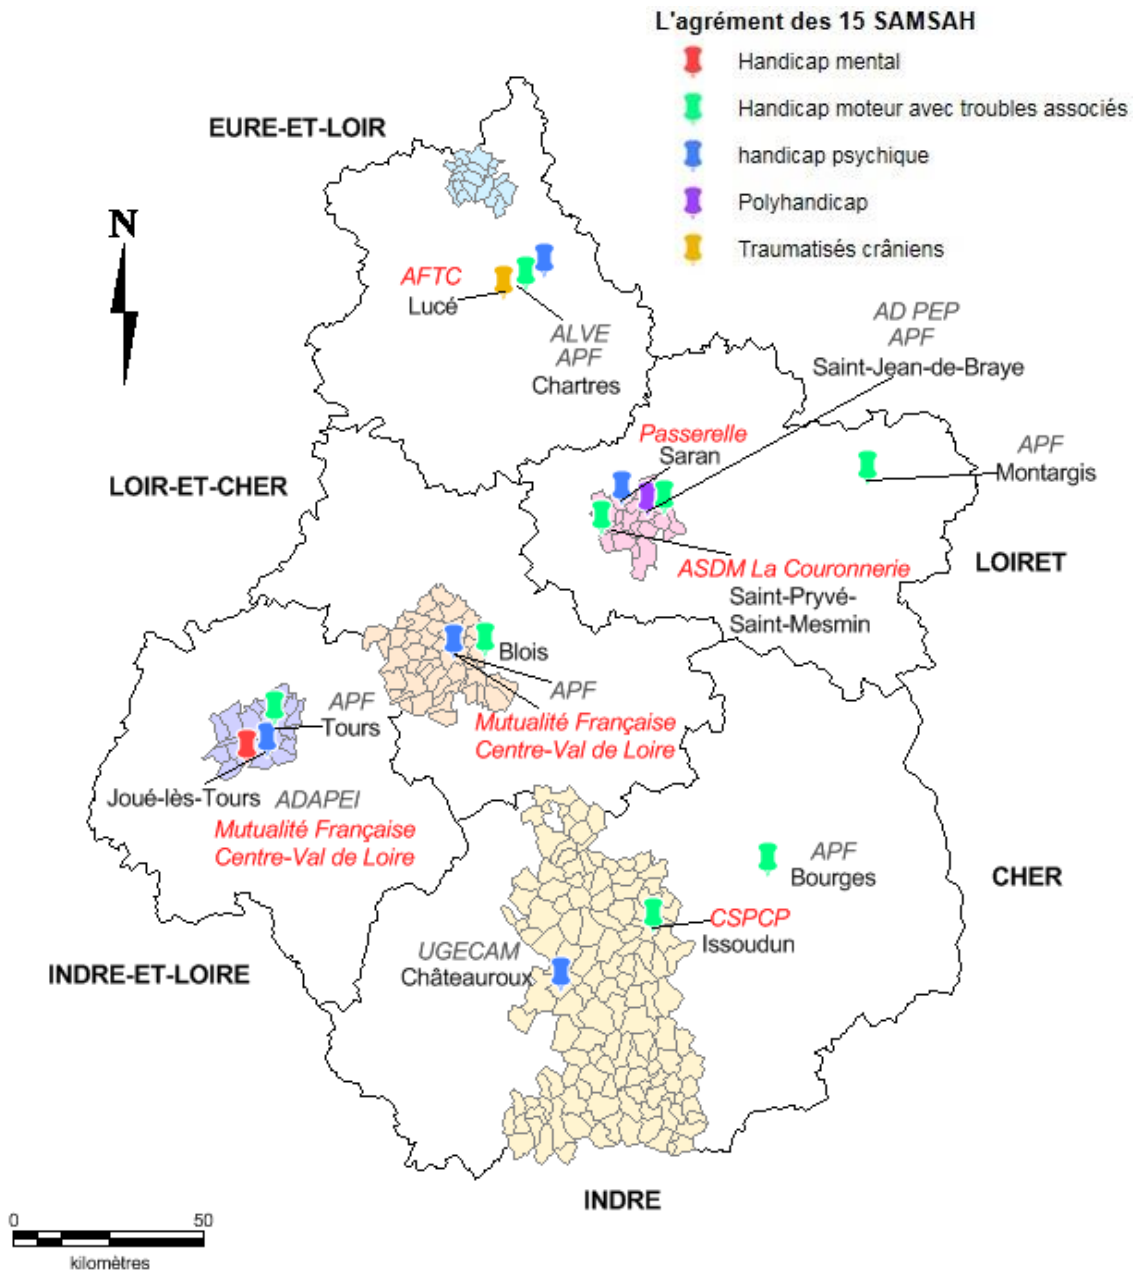 L'agrément des 15 SAMSAH
Handicap mental
Handicap moteur avec troubles associés
handicap psychique
Polyhandicap
Traumatisés crâniens
EURE-ET-LOIR
N
AFTC
Lucé
ALVE
APF
Chartres
AD PEP
APF
Saint-Jean-de-Braye
Passerelle
Saran
APF
Montargis
LOIR-ET-CHER
LOIRET
ASDM La Couronnerie
Saint-Pryvé-
Saint-Mesmin
Blois
APF
Mutualité Française
Centre-Val de Loire
APF
Tours
Joué-lès-Tours
ADAPEI
Mutualité Française
Centre-Val de Loire
APF
Bourges
CHER
CSPCP
Issoudun
UGECAM
Châteauroux
INDRE-ET-LOIRE
INDRE
0 50
kilomètres